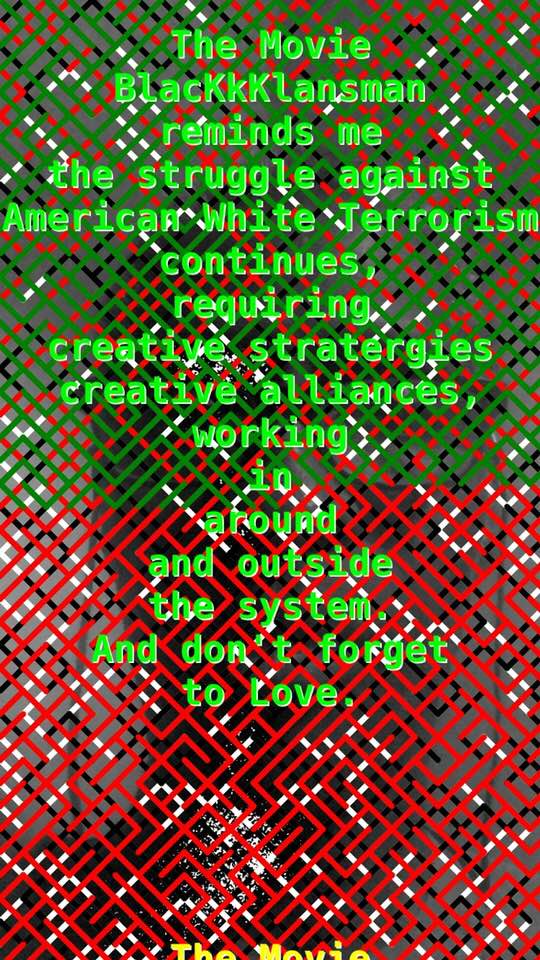 The Movie
BlacKkKlansman
reminds me
the struggle against
American White Terrorism
continues,
requiring
creative stratergies
creative alliances,
working
in
around
and outside
the system.
And don't forget
to Love.
The Movie